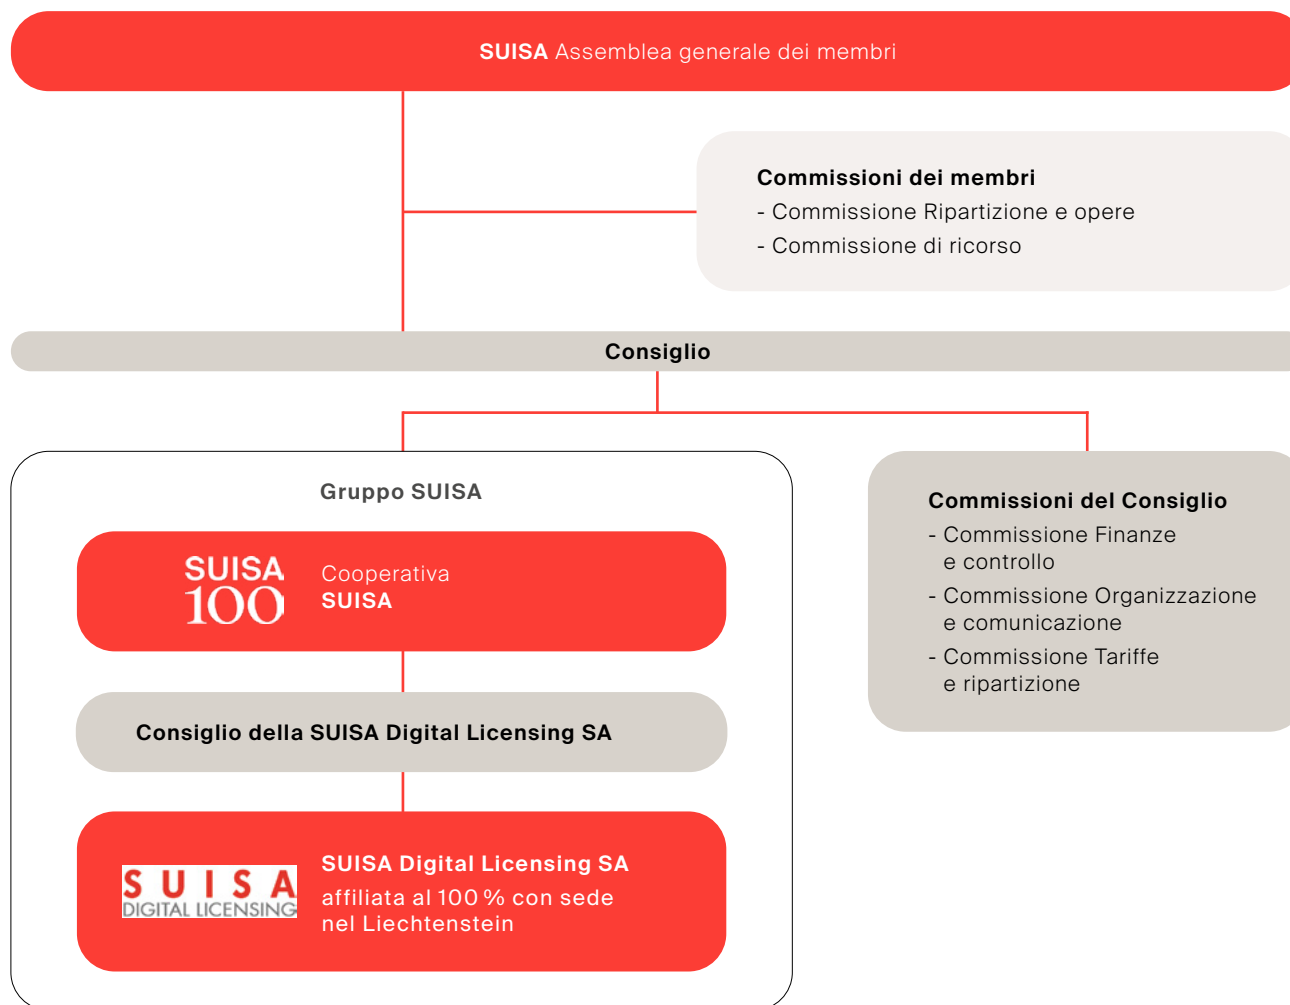 SUISA Assemblea generale dei membri
Commissioni dei membri
- Commissione Ripartizione e opere
- Commissione di ricorso
Consiglio
Gruppo SUISA
SUISA
100
Cooperativa
SUISA
Consiglio della SUISA Digital Licensing SA
SUISA
DIGITAL LICENSING
SUISA Digital Licensing SA
affiliata al 100 % con sede
nel Liechtenstein
Commissioni del Consiglio
- Commissione Finanze
e controllo
- Commissione Organizzazione
e comunicazione
- Commissione Tariffe
e ripartizione